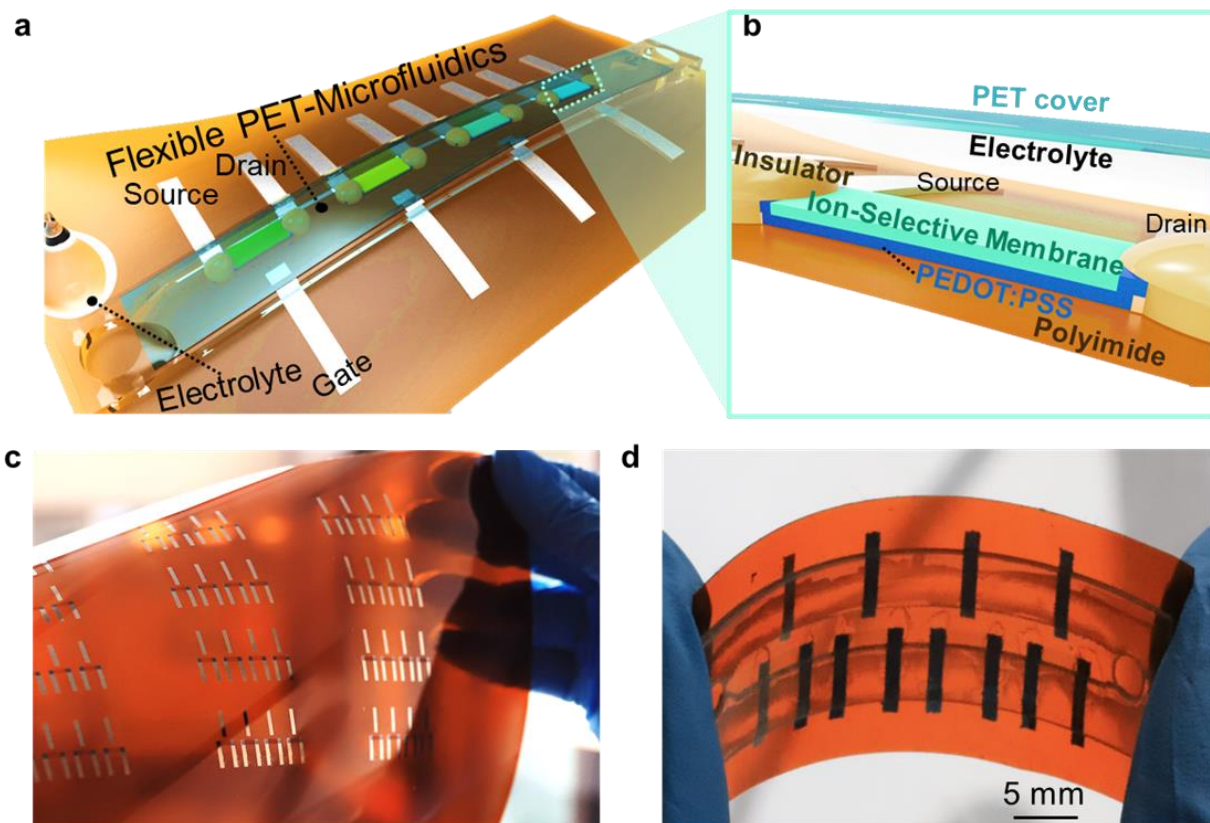 a
Flexible PET-Microfluidics
Drain
Source
Electrolyte
Gate
b
PET cover
Electrolyte
Insulator
Source
Ion-Selective Membrane
Drain
PEDOT:PSS
Polyimide
c
d
5 mm